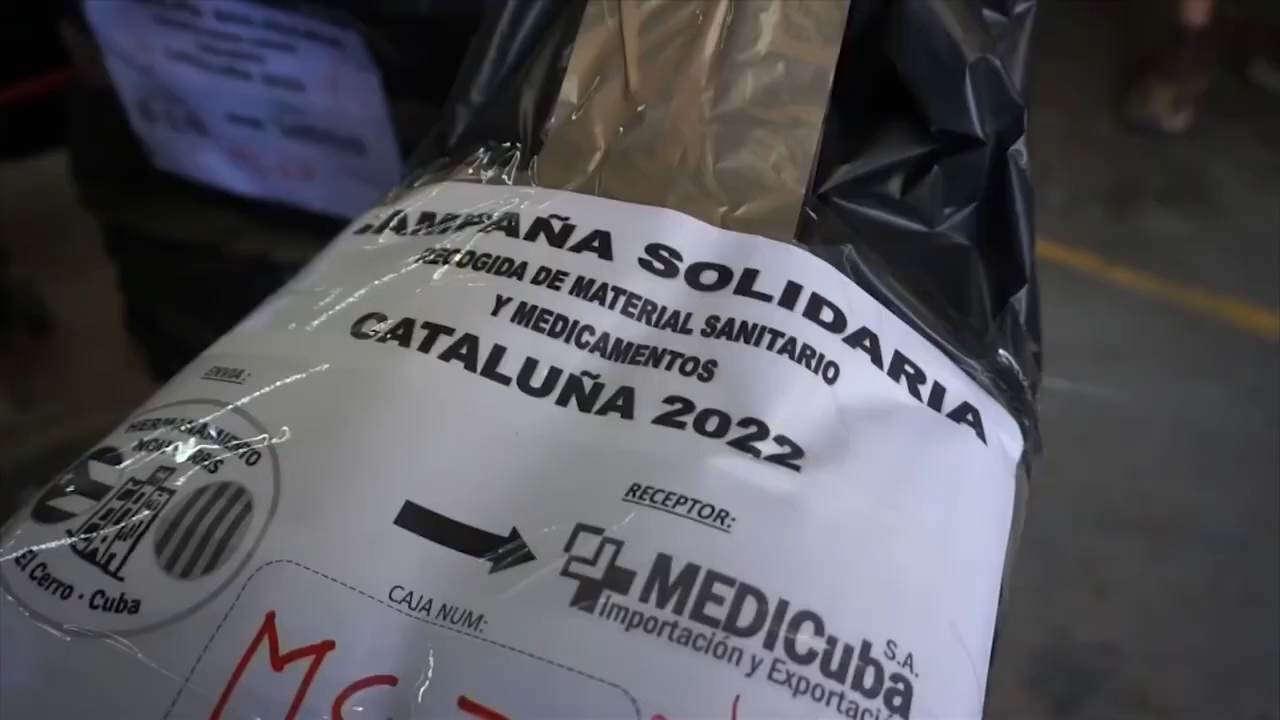 CAMPAÑA SOLIDARIA
RECOGIDA DE MATERIAL SANITARIO
Y MEDICAMENTOS
CATALUÑA 2022
ENVIA:
HERMANAMIENTO
El Cerro · Cuba
RECEPTOR:
MEDICuba S.A.
importación y Exportación
CAJA NUM: